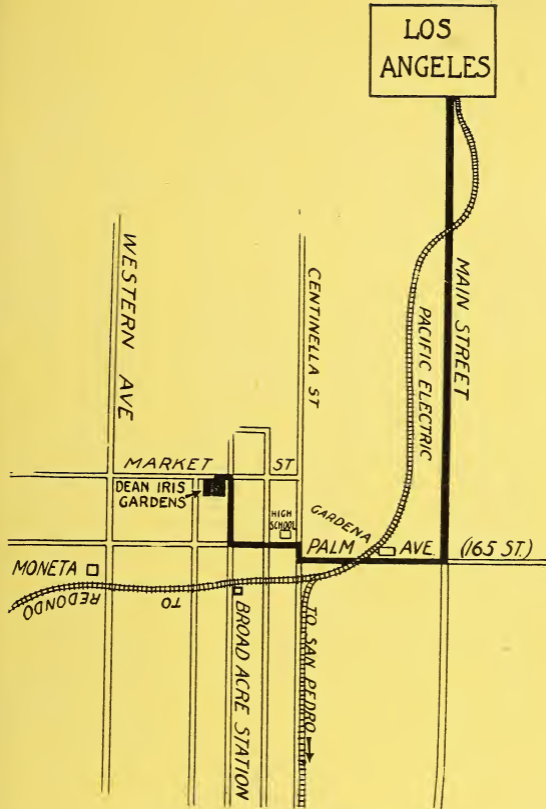 LOS
ANGELES
WESTERN AVE
CENTINELLA ST
PACIFIC ELECTRIC
MAIN STREET
MARKET ST
DEAN IRIS
GARDENS
HIGH
SCHOOL
GARDENA
PALM AVE. (165 ST.)
MONETA
TO REDONDO
BROAD ACRE STATION
TO SAN PEDRO